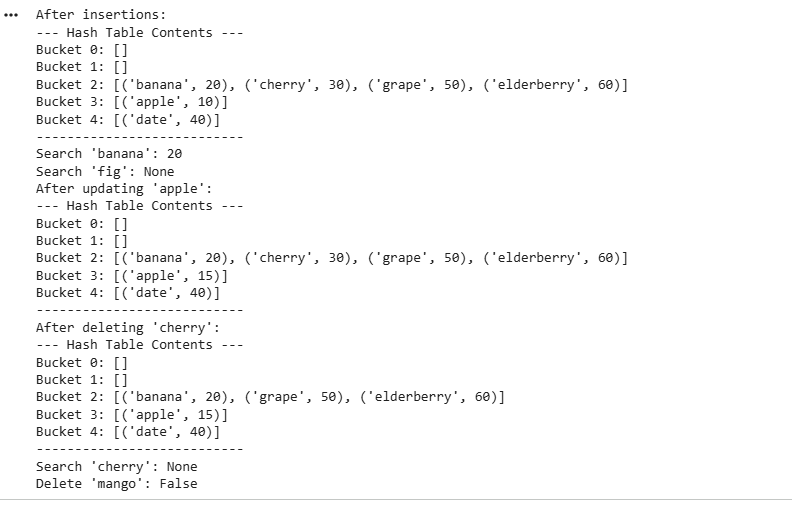 After insertions:
--- Hash Table Contents ---
Bucket 0: []
Bucket 1: []
Bucket 2: [('banana', 20), ('cherry', 30), ('grape', 50), ('elderberry', 60)]
Bucket 3: [('apple', 10)]
Bucket 4: [('date', 40)]
---------------------------
Search 'banana': 20
Search 'fig': None
After updating 'apple':
--- Hash Table Contents ---
Bucket 0: []
Bucket 1: []
Bucket 2: [('banana', 20), ('cherry', 30), ('grape', 50), ('elderberry', 60)]
Bucket 3: [('apple', 15)]
Bucket 4: [('date', 40)]
---------------------------
After deleting 'cherry':
--- Hash Table Contents ---
Bucket 0: []
Bucket 1: []
Bucket 2: [('banana', 20), ('grape', 50), ('elderberry', 60)]
Bucket 3: [('apple', 15)]
Bucket 4: [('date', 40)]
---------------------------
Search 'cherry': None
Delete 'mango': False